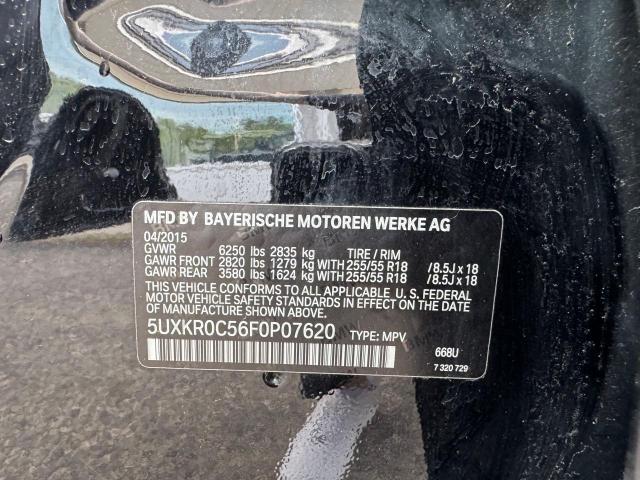 MFD BY BAYERISCHE MOTOREN WERKE AG
04/2015
GVWR 6250 lbs 2835 kg TIRE / RIM
GAWR FRONT 2820 lbs 1279 kg WITH 255/55 R18 /8.5J x 18
GAWR REAR 3580 lbs 1624 kg WITH 255/55 R18 /8.5J x 18
THIS VEHICLE CONFORMS TO ALL APPLICABLE U. S. FEDERAL
MOTOR VEHICLE SAFETY STANDARDS IN EFFECT ON THE DATE
OF MANUFACTURE SHOWN ABOVE.
5UXKR0C56F0P07620 TYPE: MPV
668U
7 320 729